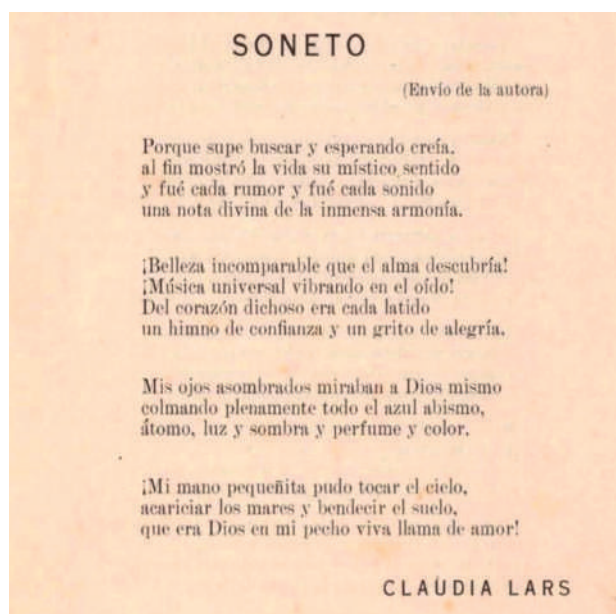 SONETO
(Envío de la autora)
Porque supe buscar y esperando creía,
al fin mostró la vida su místico sentido
y fué cada rumor y fué cada sonido
una nota divina de la inmensa armonía.
¡Belleza incomparable que el alma descubría!
¡Música universal vibrando en el oído!
Del corazón dichoso era cada latido
un himno de confianza y un grito de alegría.
Mis ojos asombrados miraban a Dios mismo
colmando plenamente todo el azul abismo,
átomo, luz y sombra y perfume y color.
¡Mi mano pequeñita pudo tocar el cielo,
acariciar los mares y bendecir el suelo,
que era Dios en mi pecho viva llama de amor!
CLAUDIA LARS